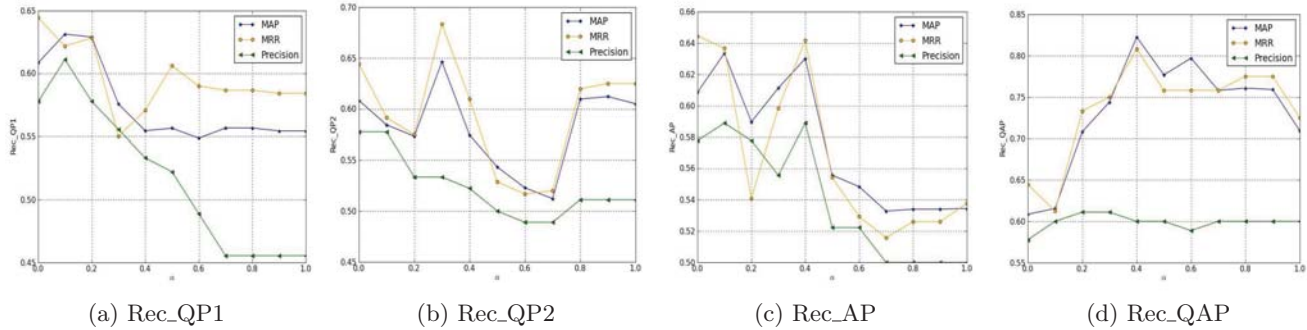 0.65
0.60
0.55
0.50
0.45
0.0 0.2 0.4 0.6 0.8 1.0
Rec_QP1
α
MAP
MRR
Precision
(a) Rec_QP1
0.70
0.65
0.60
0.55
0.50
0.45
0.0 0.2 0.4 0.6 0.8 1.0
Rec_QP2
α
MAP
MRR
Precision
(b) Rec_QP2
0.66
0.64
0.62
0.60
0.58
0.56
0.54
0.52
0.50
0.0 0.2 0.4 0.6 0.8 1.0
Rec_AP
α
MAP
MRR
Precision
(c) Rec_AP
0.85
0.80
0.75
0.70
0.65
0.60
0.55
0.0 0.2 0.4 0.6 0.8 1.0
Rec_QAP
α
MAP
MRR
Precision
(d) Rec_QAP